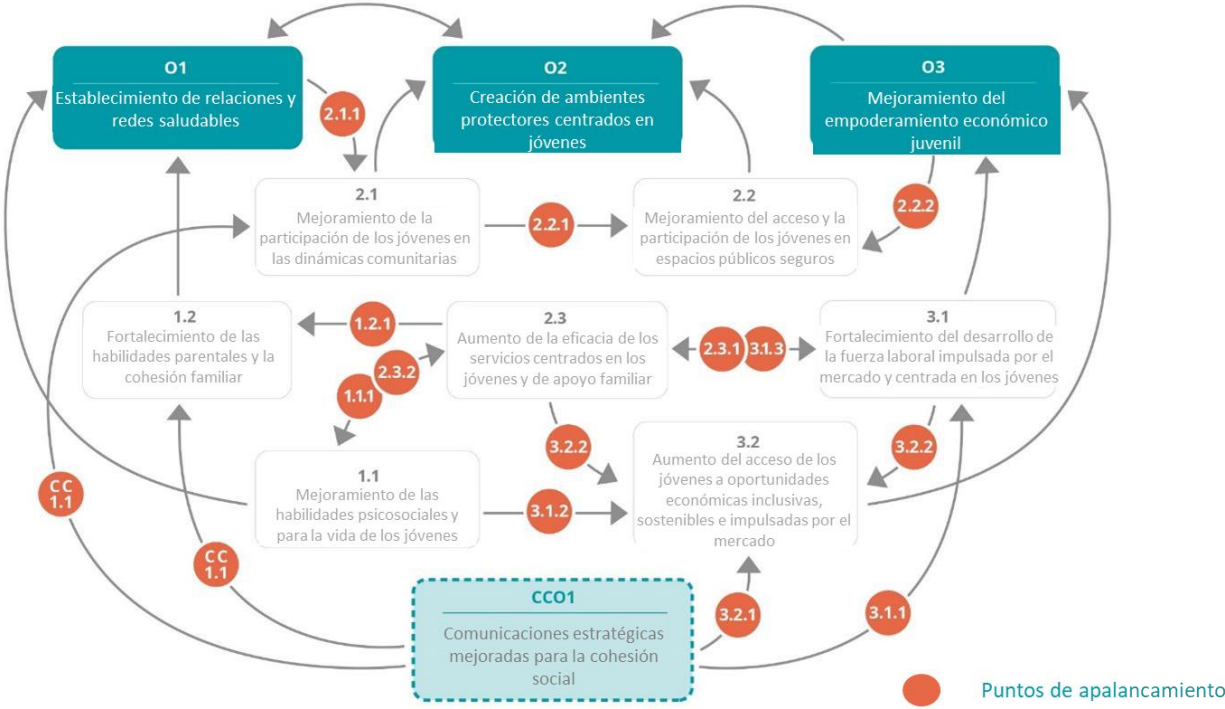 O1
Establecimiento de relaciones y
redes saludables
O2
Creación de ambientes
protectores centrados en
jóvenes
O3
Mejoramiento del
empoderamiento económico
juvenil
2.1.1
2.1
Mejoramiento de la
participación de los jóvenes en
las dinámicas comunitarias
2.2.1
2.2
Mejoramiento del acceso y la
participación de los jóvenes en
espacios públicos seguros
2.2.2
1.2
Fortalecimiento de las
habilidades parentales y la
cohesión familiar
1.2.1
2.3
Aumento de la eficacia de los
servicios centrados en los
jóvenes y de apoyo familiar
2.3.1
3.1.3
3.1
Fortalecimiento del desarrollo de
la fuerza laboral impulsada por el
mercado y centrada en los jóvenes
2.3.2
1.1.1
3.2.2
3.2.2
1.1
Mejoramiento de las
habilidades psicosociales y
para la vida de los jóvenes
3.1.2
3.2
Aumento del acceso de los
jóvenes a oportunidades
económicas inclusivas,
sostenibles e impulsadas por el
mercado
CC
1.1
CC
1.1
CCO1
Comunicaciones estratégicas
mejoradas para la cohesión
social
3.2.1
3.1.1
Puntos de apalancamiento